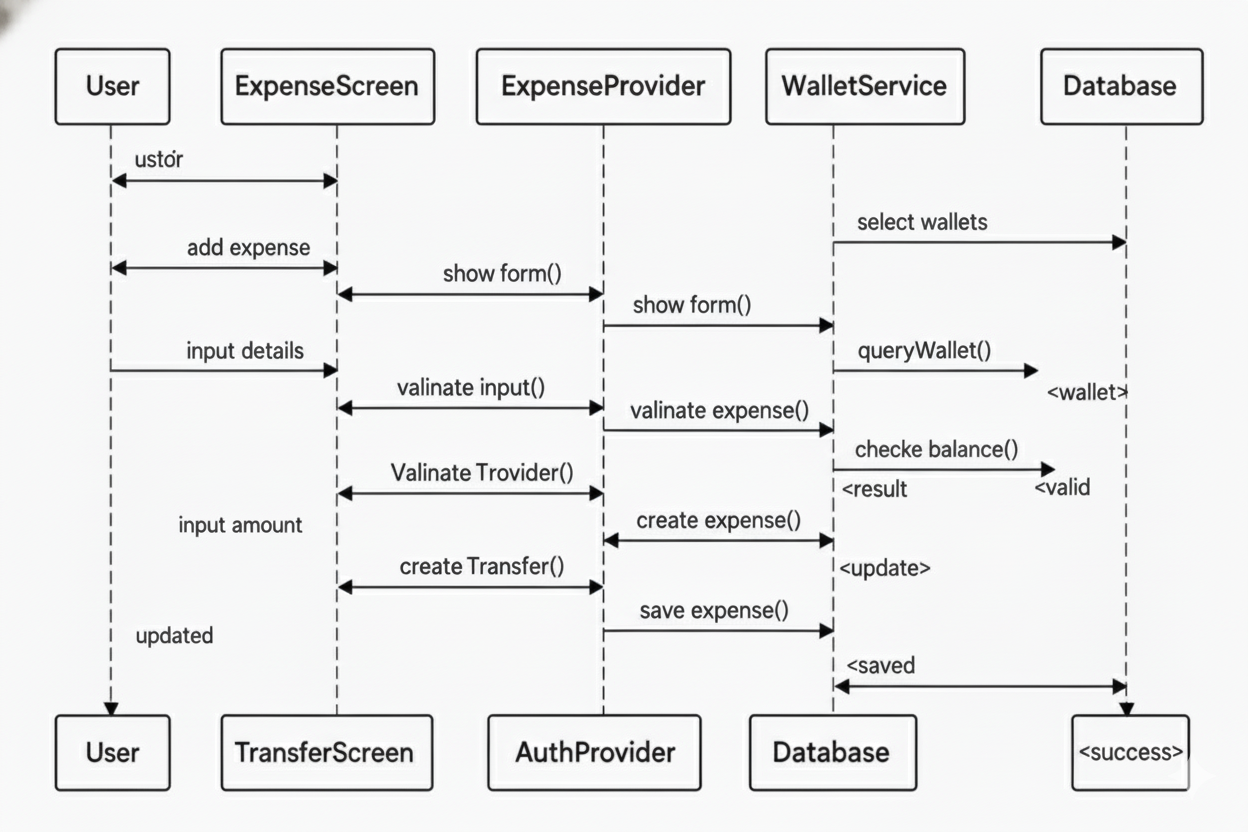 User ExpenseScreen ExpenseProvider WalletService Database
ustor
select wallets
add expense
show form()
show form()
input details
queryWallet()
valinate input()
<wallet>
valinate expense()
checke balance()
Valinate Trovider()
<result
<valid
input amount
create expense()
create Transfer()
<update>
save expense()
updated
<saved
User TransferScreen AuthProvider Database <success>